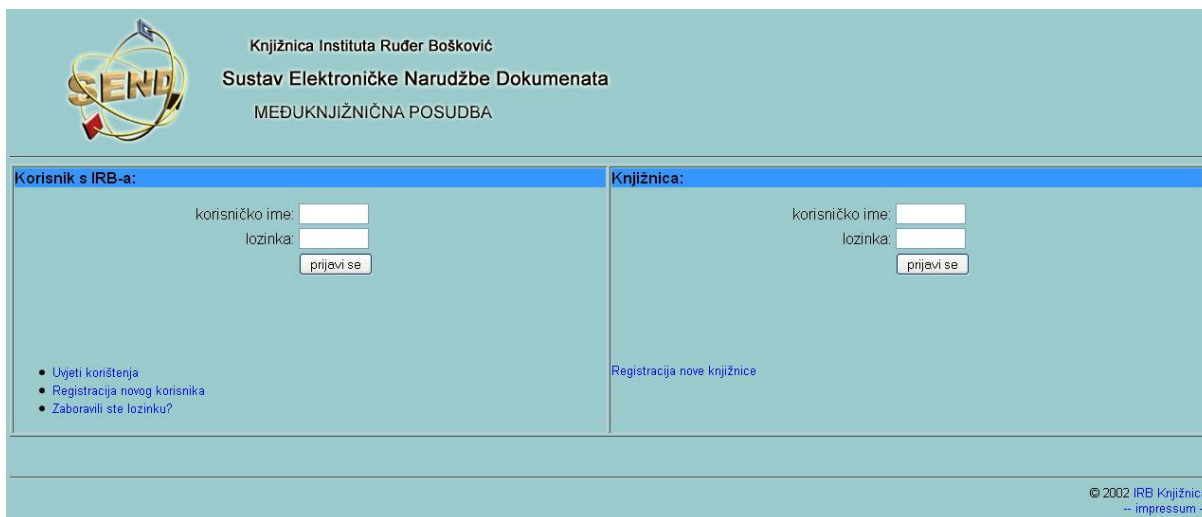 SEND
Knjižnica Instituta Ruđer Bošković
Sustav Elektroničke Narudžbe Dokumenata
MEĐUKNJIŽNIČNA POSUDBA
Korisnik s IRB-a:
korisničko ime:
lozinka:
prijavi se
Uvjeti korištenja
Registracija novog korisnika
Zaboravili ste lozinku?
Knjižnica:
korisničko ime:
lozinka:
prijavi se
Registracija nove knjižnice
© 2002 IRB Knjižnic
-- impressum -